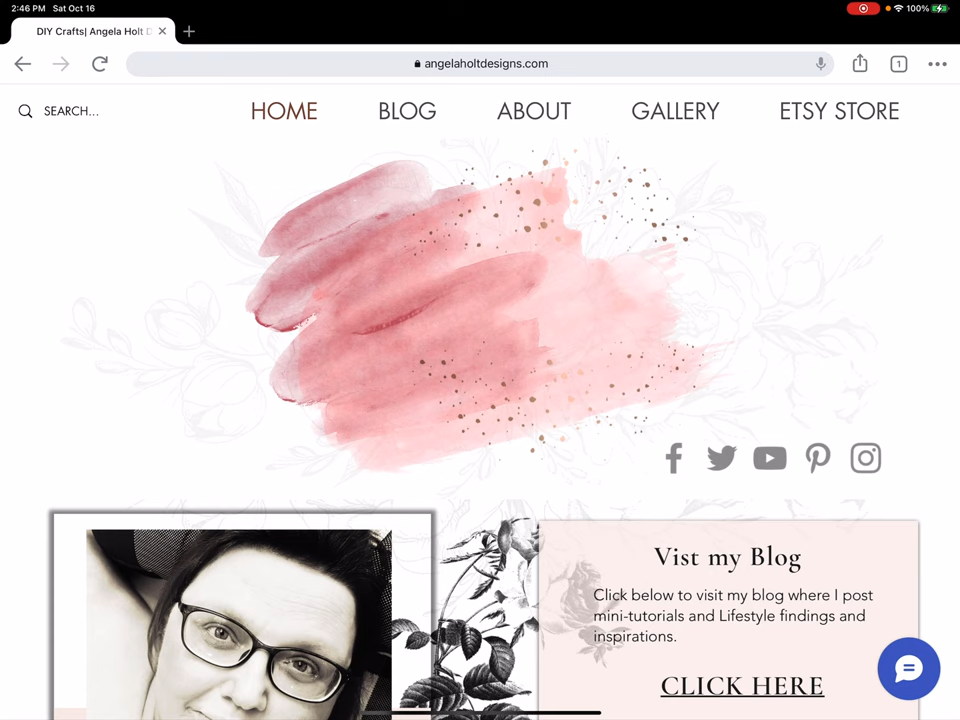 2:46 PM Sat Oct 16
100%
DIY Crafts| Angela Holt D
angelaholtdesigns.com
1
SEARCH...
HOME BLOG ABOUT GALLERY ETSY STORE
Vist my Blog
Click below to visit my blog where I post
mini-tutorials and Lifestyle findings and
inspirations.
CLICK HERE